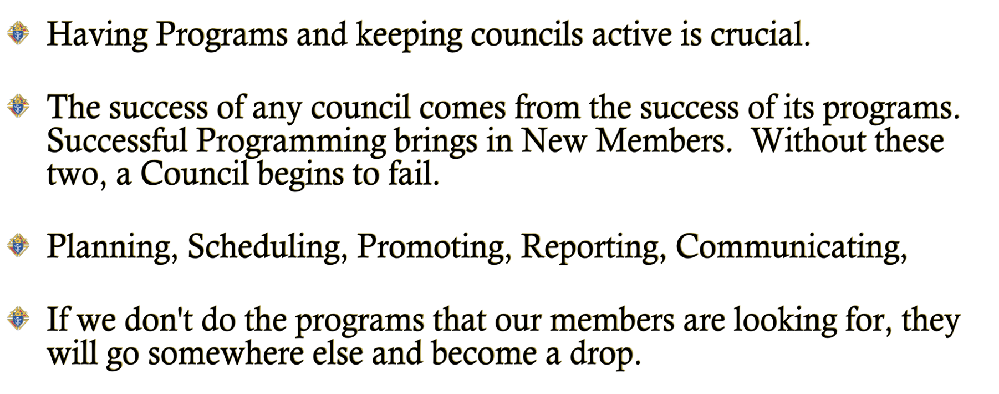 Having Programs and keeping councils active is crucial.
The success of any council comes from the success of its programs.
Successful Programming brings in New Members.  Without these
two, a Council begins to fail.
Planning, Scheduling, Promoting, Reporting, Communicating,
If we don't do the programs that our members are looking for, they
will go somewhere else and become a drop.